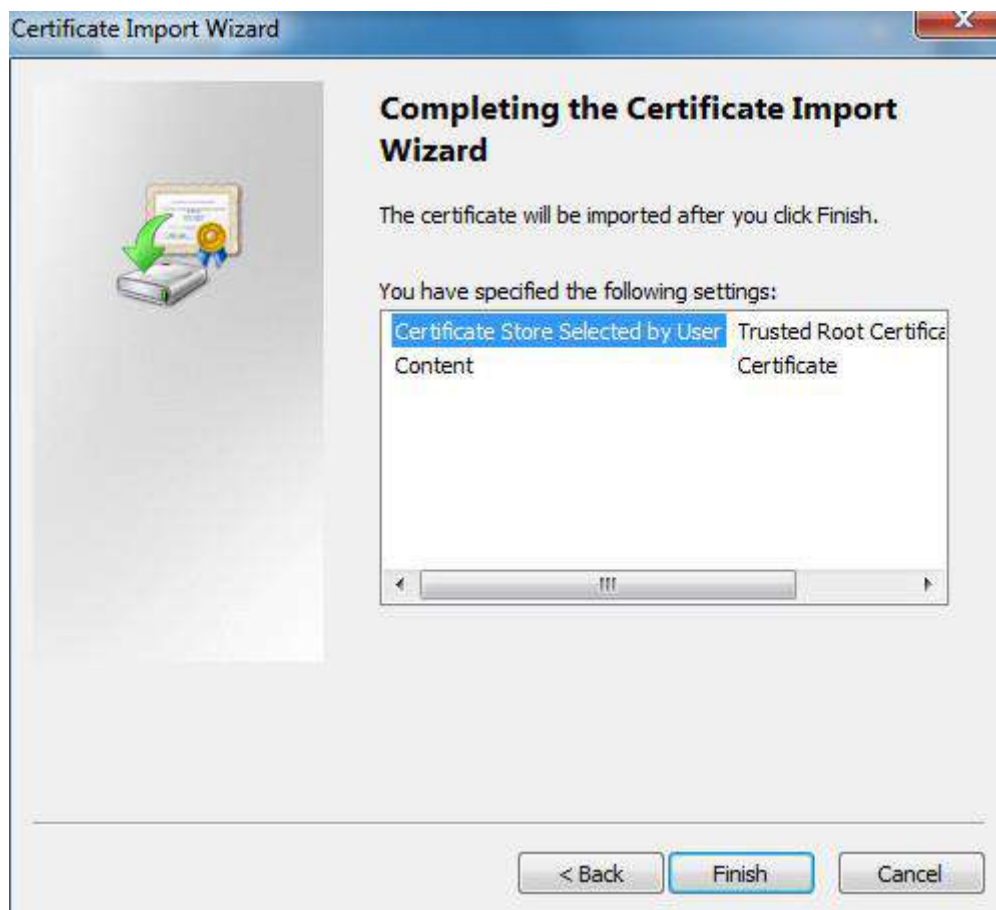 Certificate Import Wizard
Completing the Certificate Import
Wizard
The certificate will be imported after you click Finish.
You have specified the following settings:
Certificate Store Selected by User Trusted Root Certifica
Content Certificate
< Back Finish Cancel